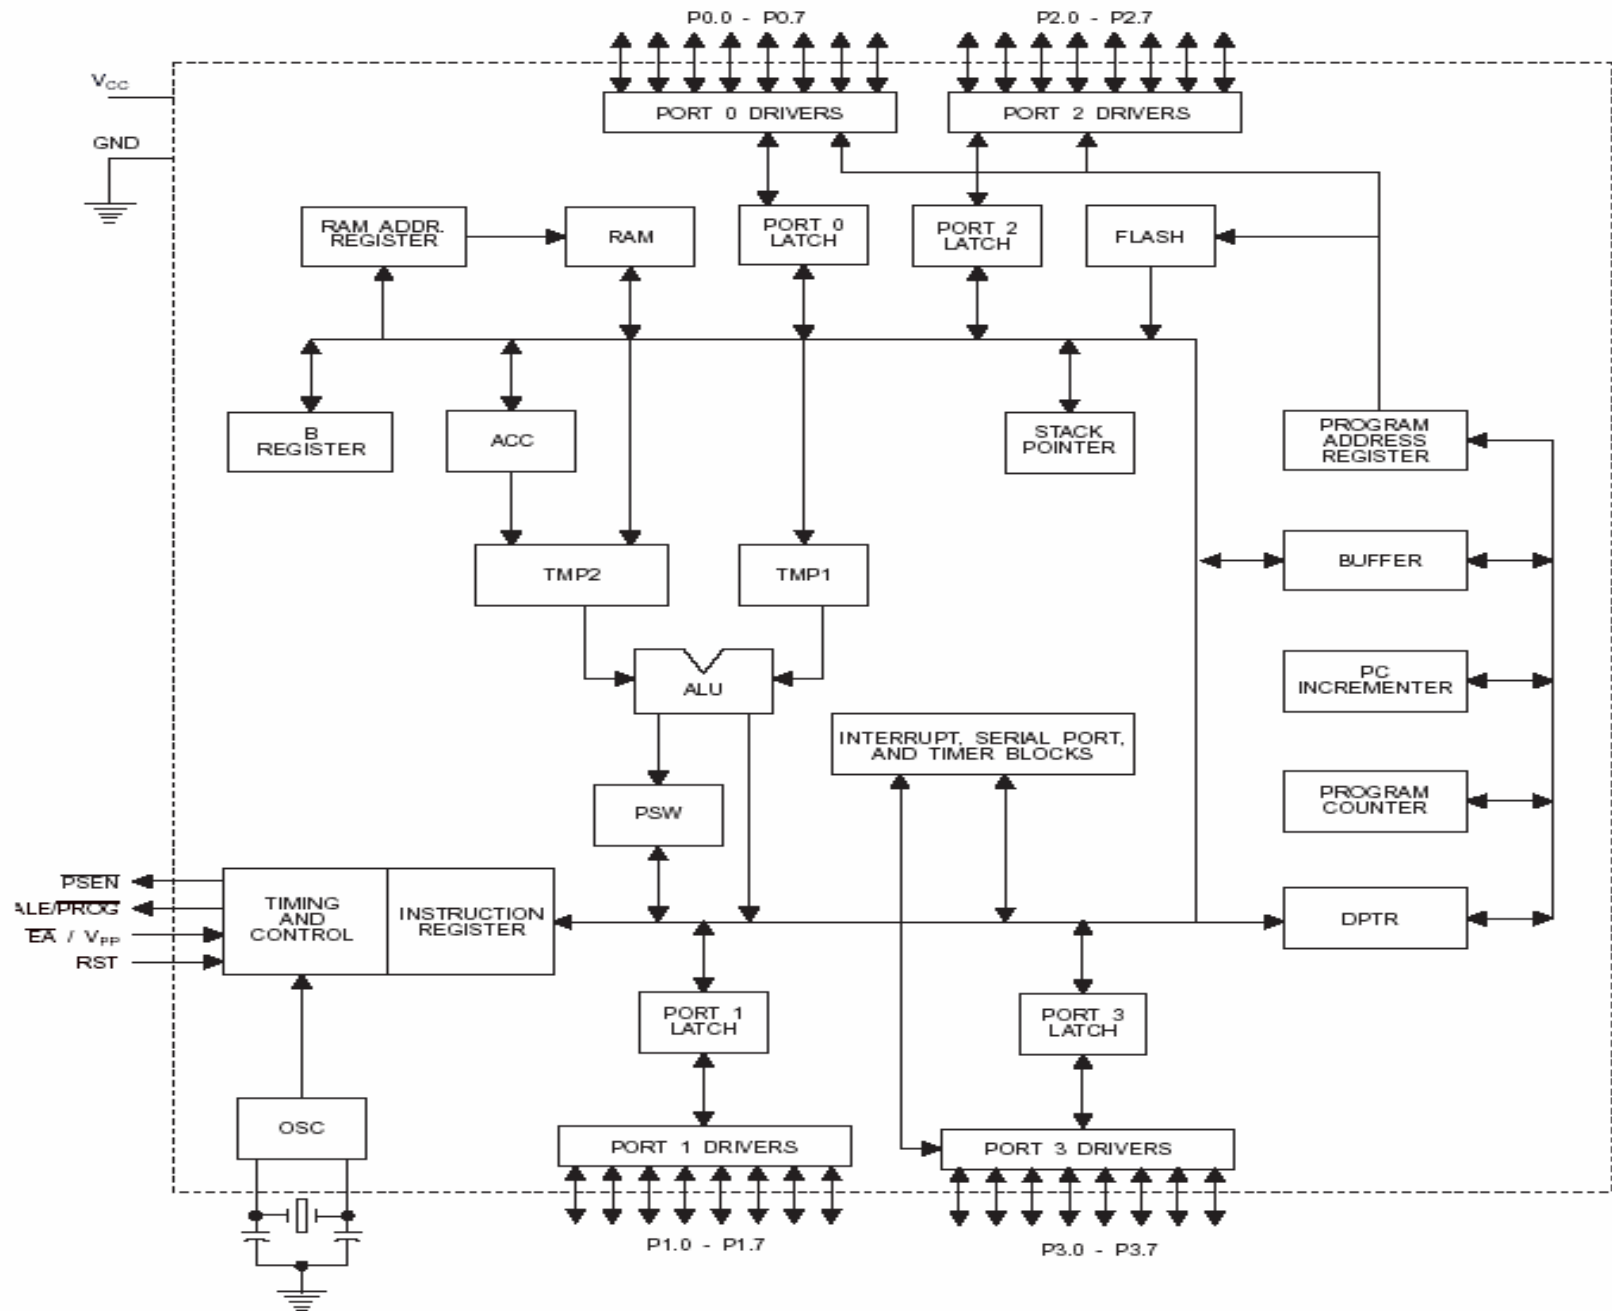 P0.0 - P0.7
P2.0 - P2.7
VCC
GND
PORT 0 DRIVERS
PORT 2 DRIVERS
RAM ADDR.
REGISTER
RAM
PORT 0
LATCH
PORT 2
LATCH
FLASH
B
REGISTER
ACC
STACK
POINTER
PROGRAM
ADDRESS
REGISTER
TMP2
TMP1
BUFFER
ALU
PC
INCREMENTER
INTERRUPT, SERIAL PORT,
AND TIMER BLOCKS
PSW
PROGRAM
COUNTER
PSEN
ALE/PROG
EA / VPP
RST
TIMING
AND
CONTROL
INSTRUCTION
REGISTER
DPTR
PORT 1
LATCH
PORT 3
LATCH
OSC
PORT 1 DRIVERS
PORT 3 DRIVERS
P1.0 - P1.7
P3.0 - P3.7